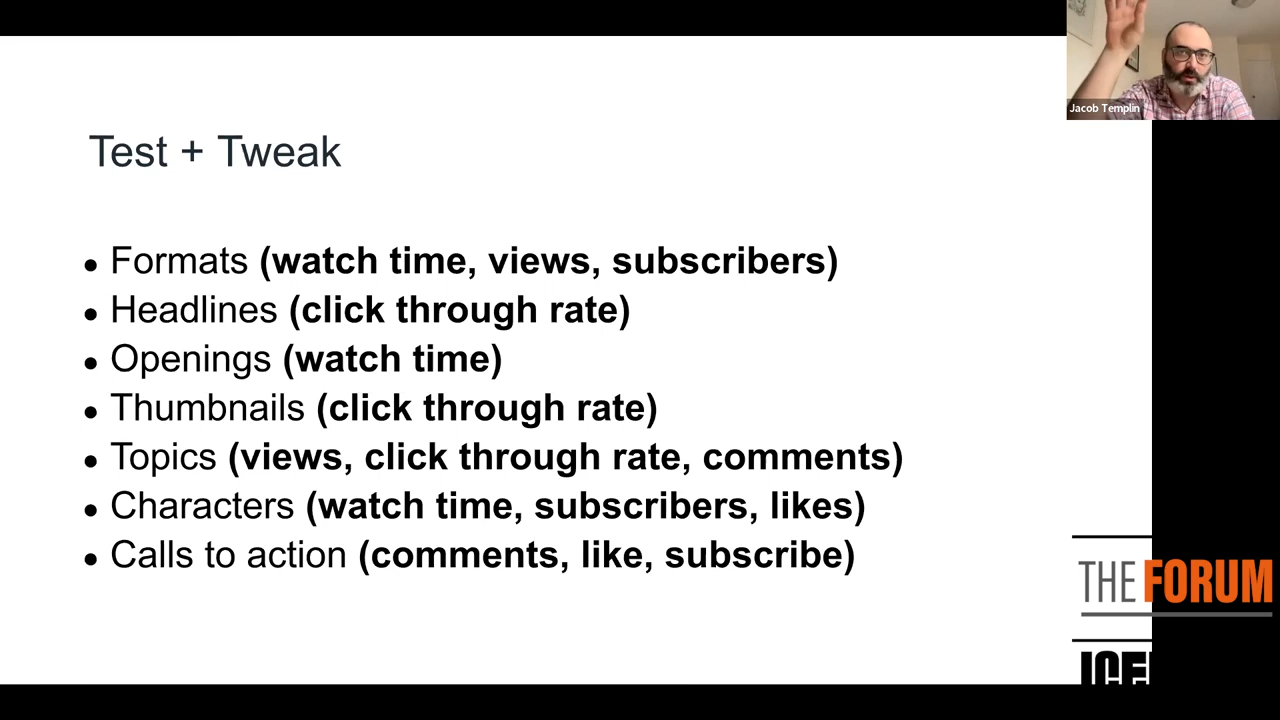 Jacob Templin
Test + Tweak
● Formats (watch time, views, subscribers)
● Headlines (click through rate)
● Openings (watch time)
● Thumbnails (click through rate)
● Topics (views, click through rate, comments)
● Characters (watch time, subscribers, likes)
● Calls to action (comments, like, subscribe)
THE FORUM